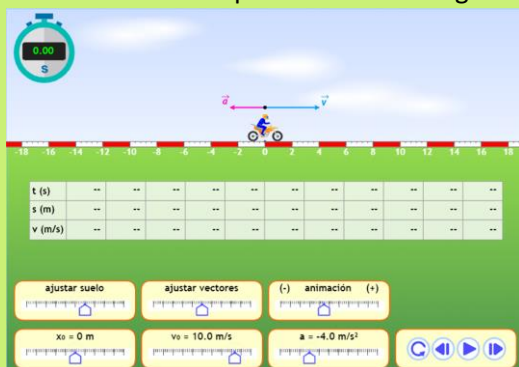 0.00
S
a v
-18 -16 -14 -12 -10 -8 -6 -4 -2 0 2 4 6 8 10 12 14 16 18
t (s) -- -- -- -- -- -- -- -- -- --
s (m) -- -- -- -- -- -- -- -- -- --
v (m/s) -- -- -- -- -- -- -- -- -- --
ajustar suelo ajustar vectores (-) animación (+)
x₀ = 0 m v₀ = 10.0 m/s a = -4.0 m/s²